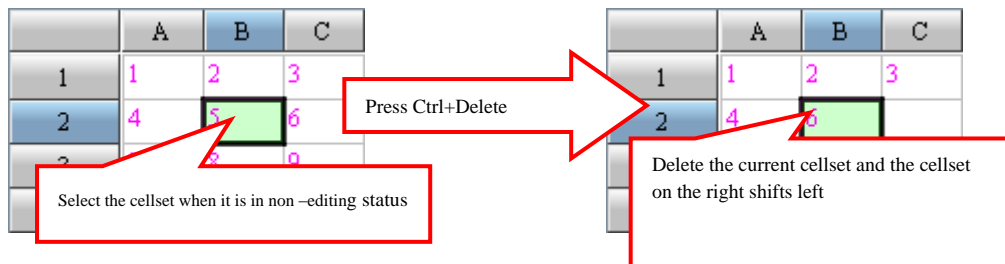 A B C
1 1 2 3
2 4 5 6
8 9
Select the cellset when it is in non –editing status
Press Ctrl+Delete
A B C
1 1 2 3
2 4 6
Delete the current cellset and the cellset
on the right shifts left